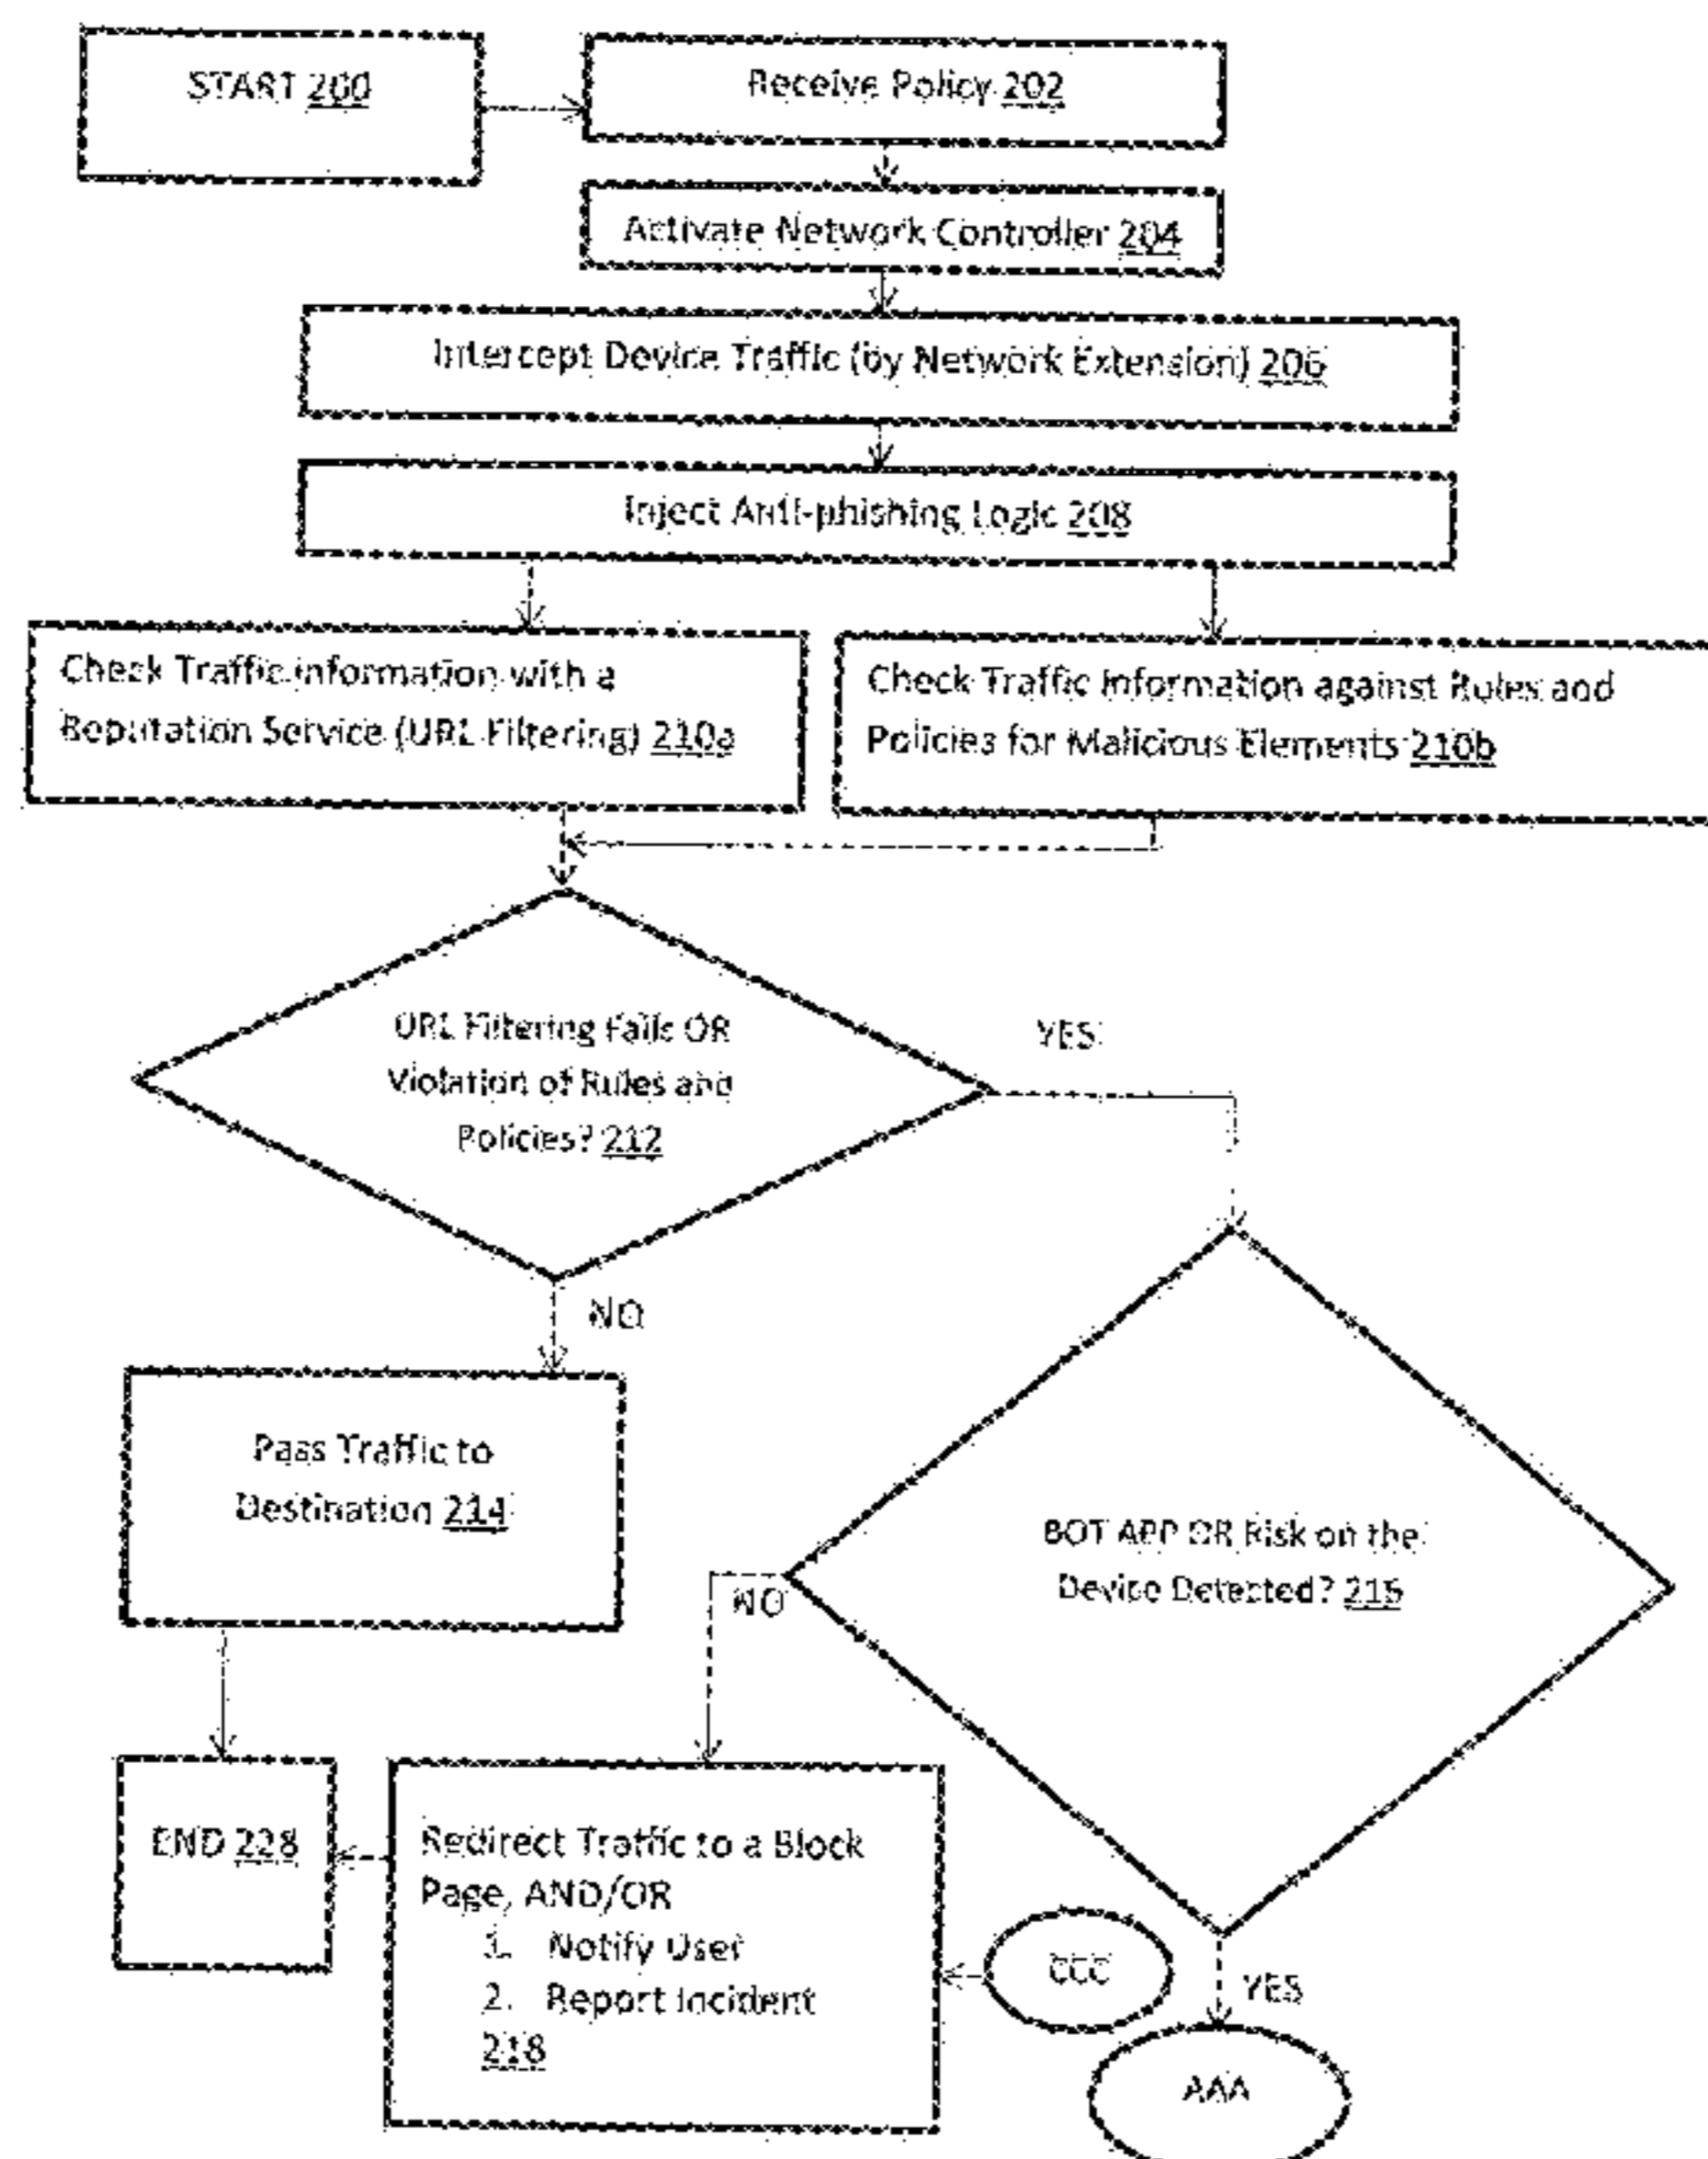 START 200
Receive Policy 202
Activate Network Controller 204
Intercept Device Traffic (by Network Extension) 206
Inject Anti-phishing Logic 208
Check Traffic information with a
Reputation Service (URL Filtering) 210a
Check Traffic Information against Rules and
Policies for Malicious Elements 210b
URL Filtering Fails OR
Violation of Rules and
Policies? 212
YES
NO
Pass Traffic to
Destination 214
BOT APP OR Risk on the
Device Detected? 216
NO
END 228
Redirect Traffic to a Block
Page, AND/OR
1. Notify User
2. Report Incident
218
CCC
YES
AAA